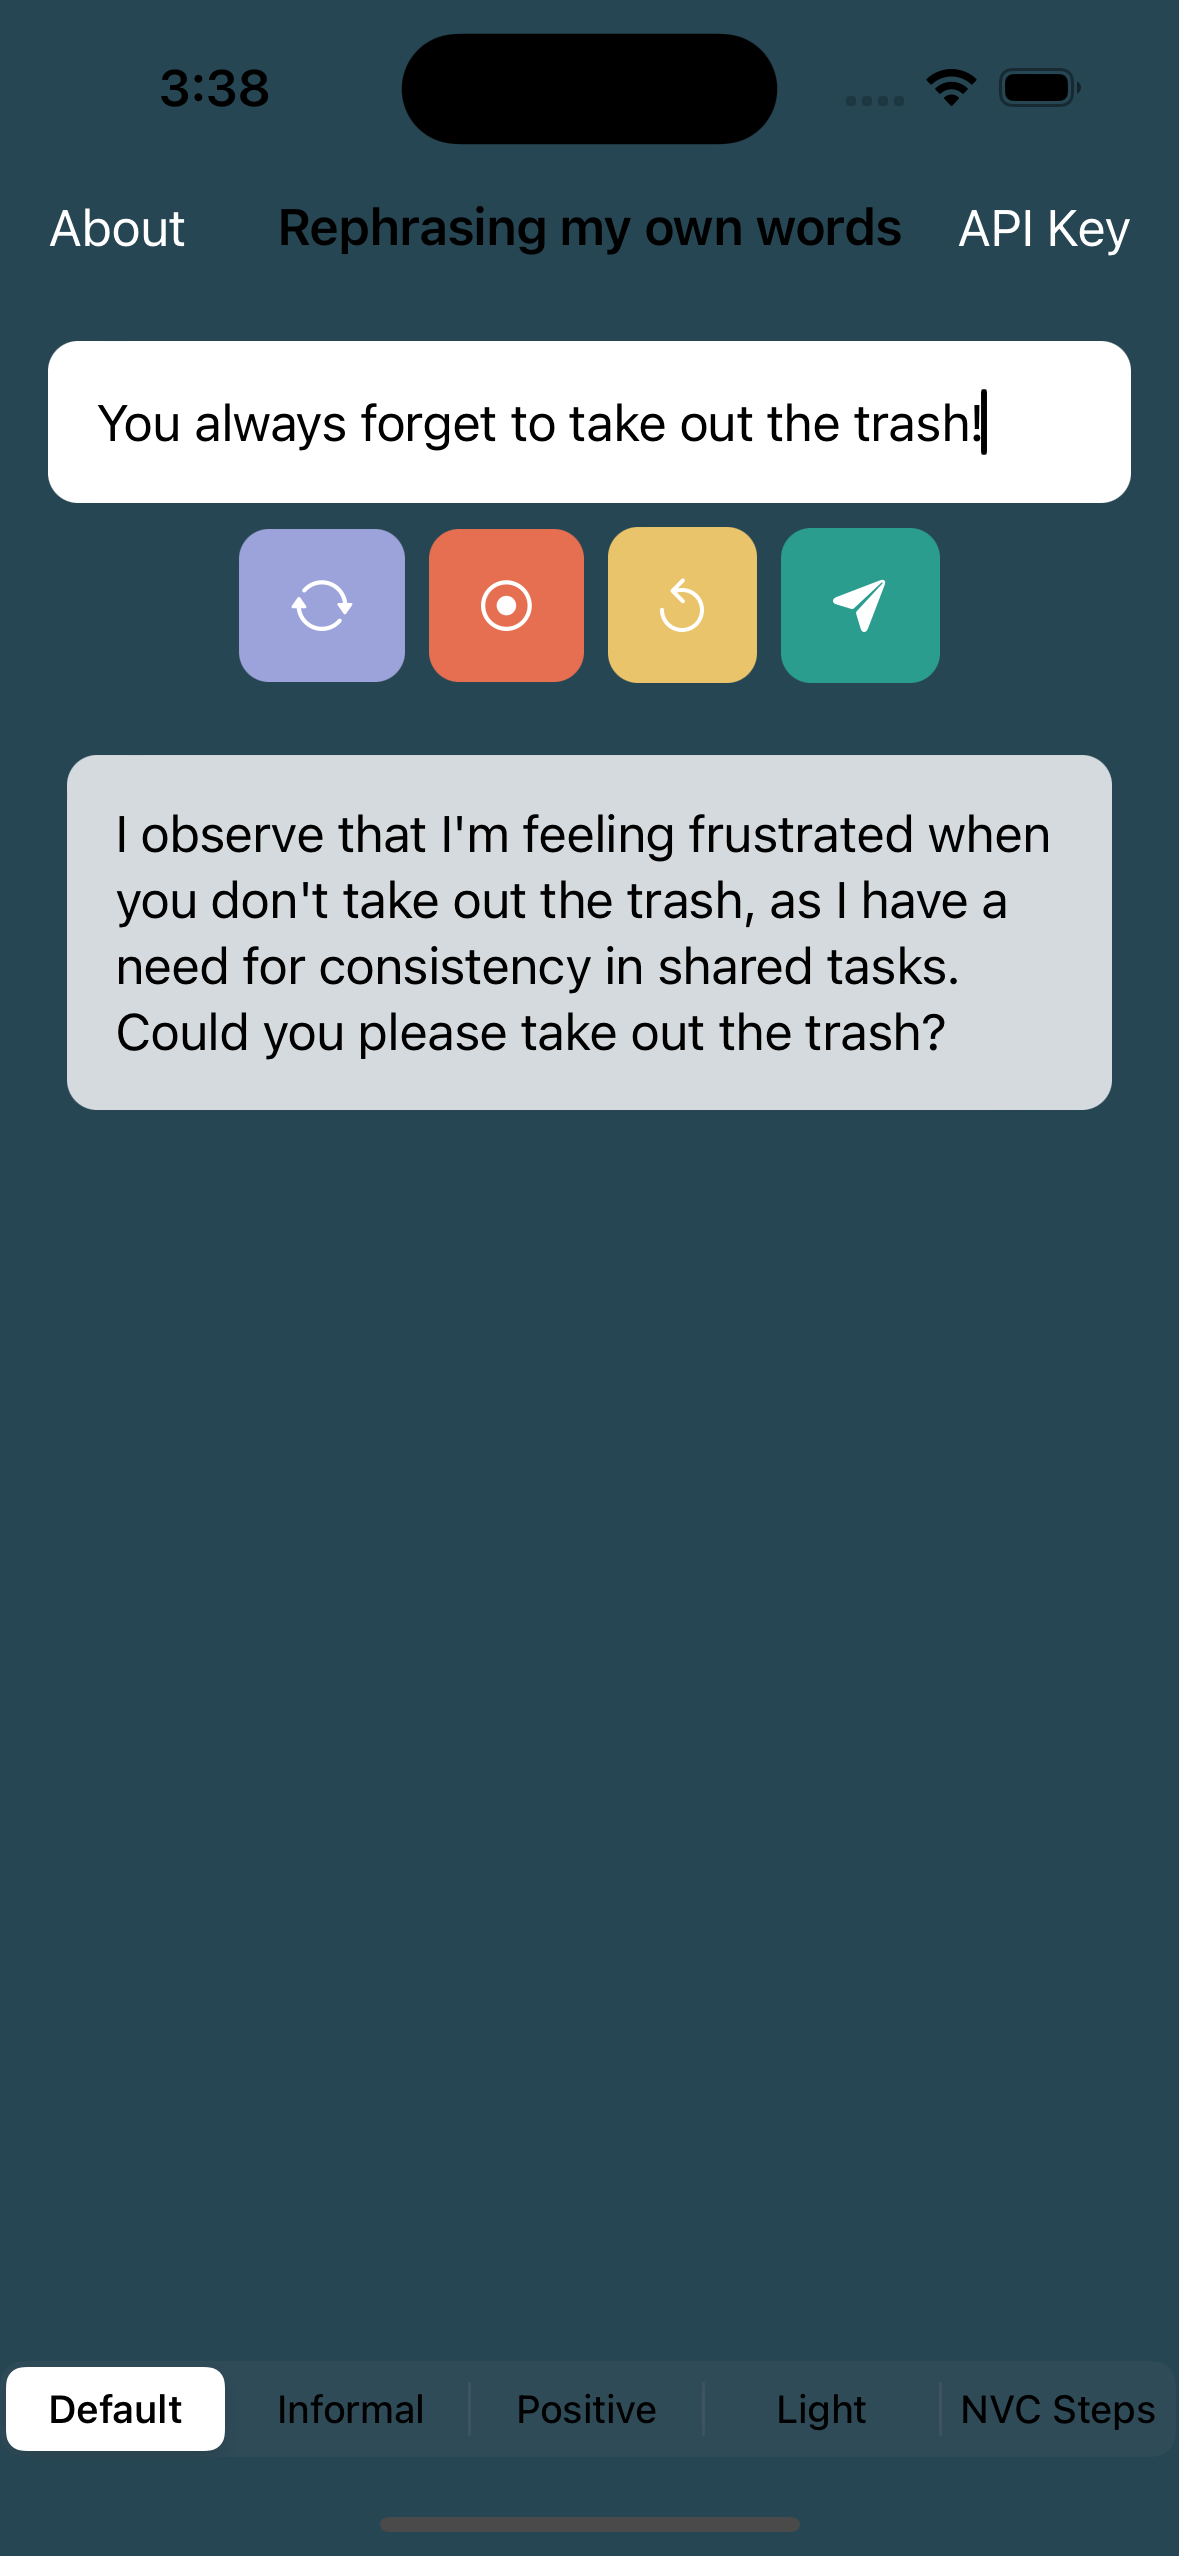 3:38
About
Rephrasing my own words
API Key
You always forget to take out the trash!
I observe that I'm feeling frustrated when
you don't take out the trash, as I have a
need for consistency in shared tasks.
Could you please take out the trash?
Default
Informal
Positive
Light
NVC Steps